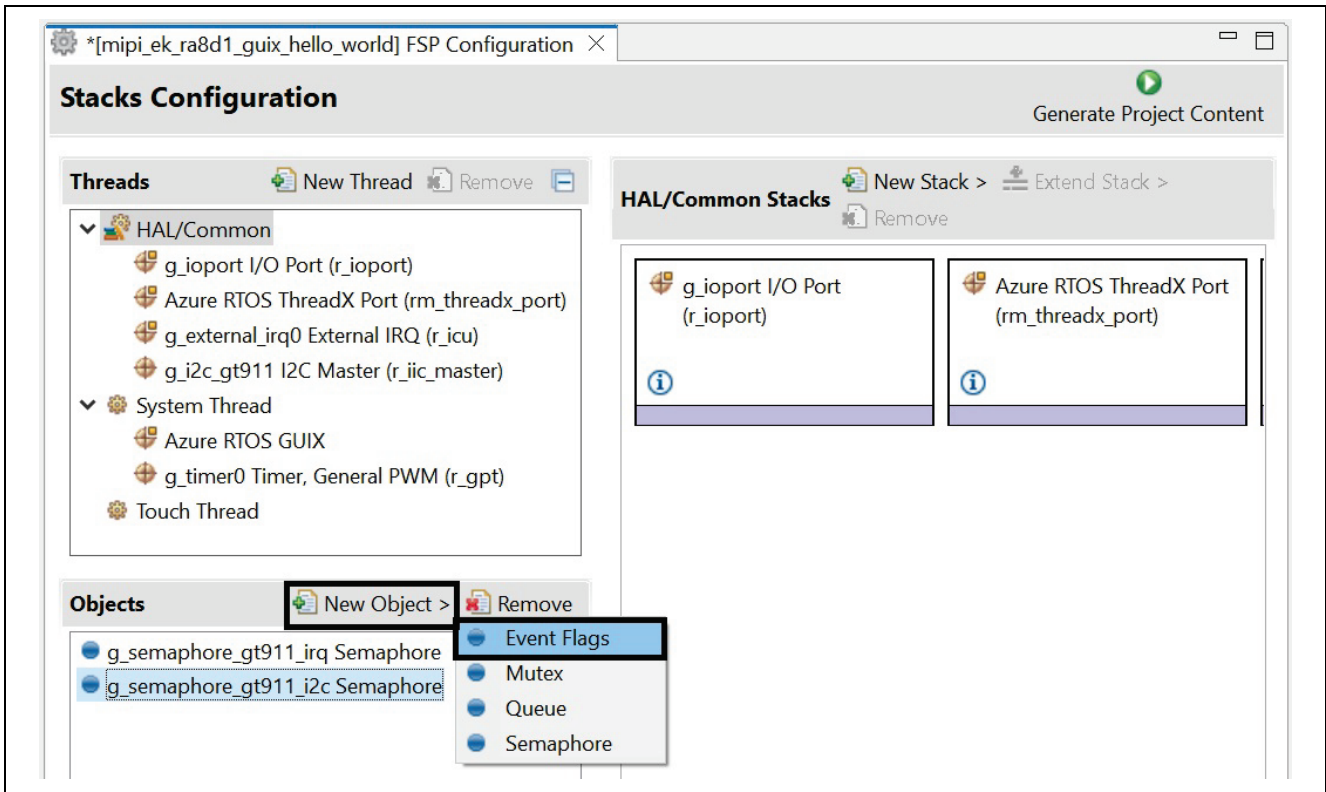 *[mipi_ek_ra8d1_guix_hello_world] FSP Configuration
Stacks Configuration
Generate Project Content
Threads
New Thread
Remove
HAL/Common
g_ioport I/O Port (r_ioport)
Azure RTOS ThreadX Port (rm_threadx_port)
g_external_irq0 External IRQ (r_icu)
g_i2c_gt911 I2C Master (r_iic_master)
System Thread
Azure RTOS GUIX
g_timer0 Timer, General PWM (r_gpt)
Touch Thread
HAL/Common Stacks
New Stack >
Extend Stack >
Remove
g_ioport I/O Port
(r_ioport)
Azure RTOS ThreadX Port
(rm_threadx_port)
Objects
New Object >
Remove
g_semaphore_gt911_irq Semaphore
g_semaphore_gt911_i2c Semaphore
Event Flags
Mutex
Queue
Semaphore